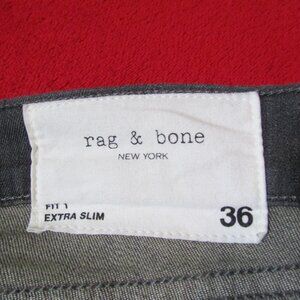 rag & bone
NEW YORK
FIT 1
EXTRA SLIM 36